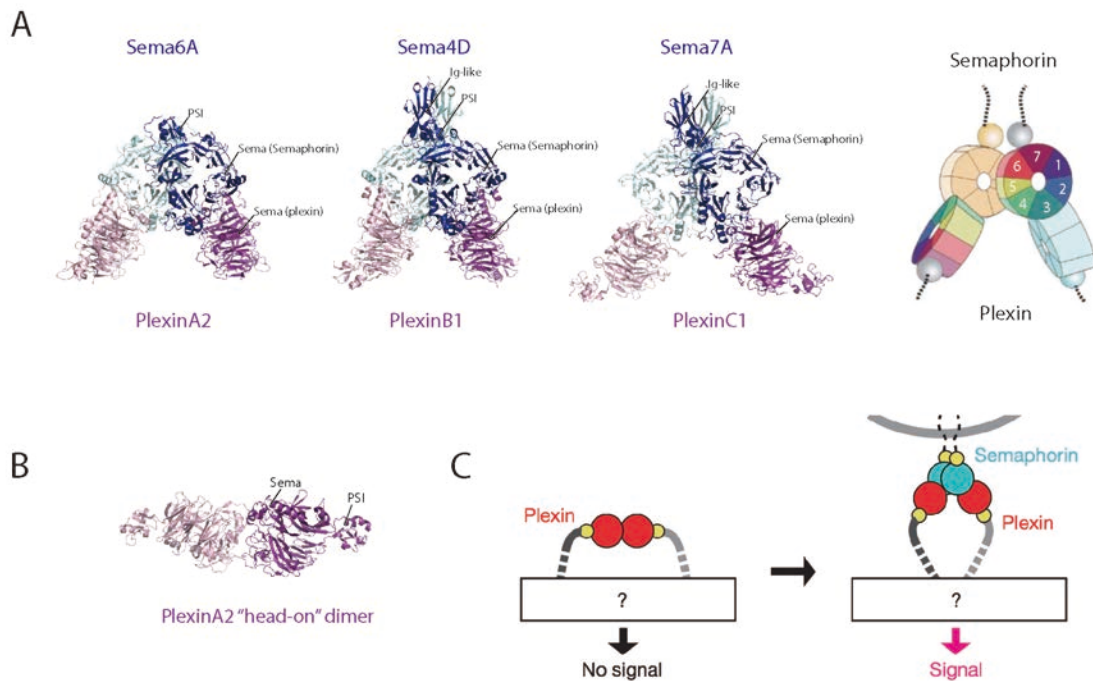 A
Sema6A
PSI
Sema (Semaphorin)
Sema (plexin)
PlexinA2
Sema4D
Ig-like
PSI
Sema (Semaphorin)
Sema (plexin)
PlexinB1
Sema7A
Ig-like
PSI
Sema (Semaphorin)
Sema (plexin)
PlexinC1
Semaphorin
7
6 1
5 2
4 3
Plexin
B
Sema
PSI
PlexinA2 "head-on" dimer
C
Plexin
?
No signal
Semaphorin
Plexin
?
Signal